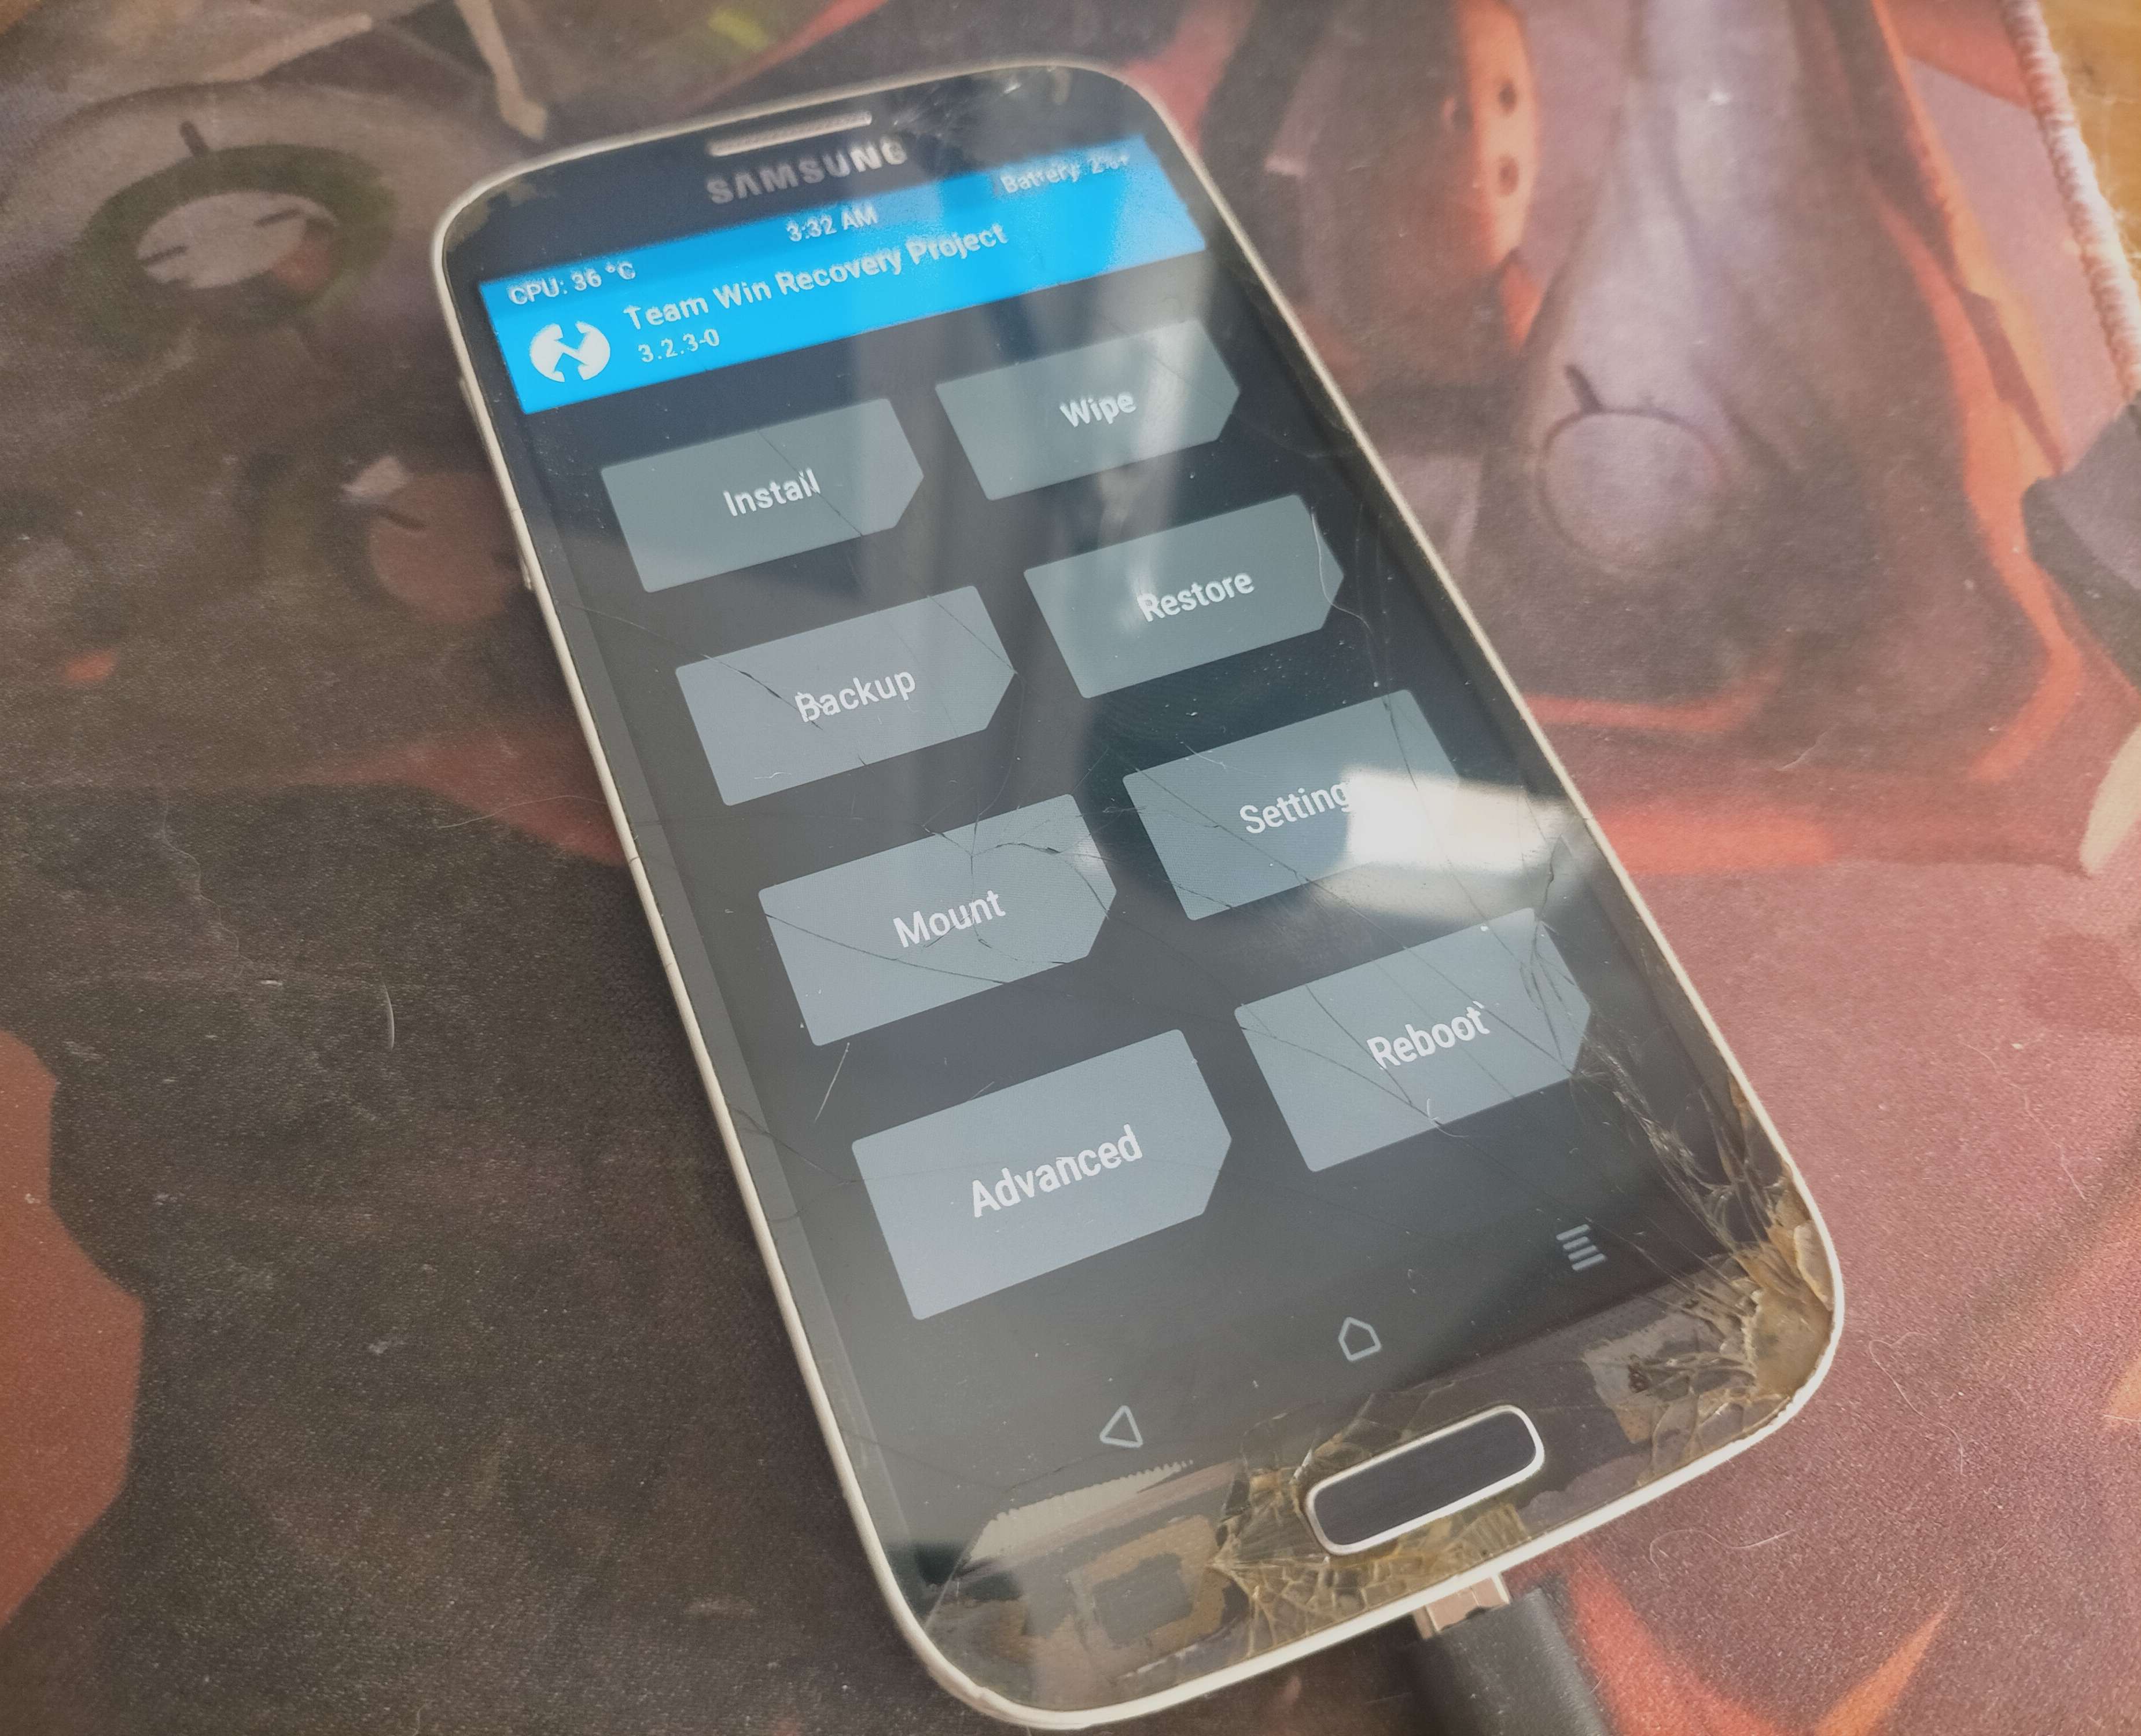 SAMSUNG
Battery: 2%+
3:32 AM
CPU: 36 °C
Team Win Recovery Project
3.2.3-0
Install
Wipe
Backup
Restore
Mount
Setting
Advanced
Reboot